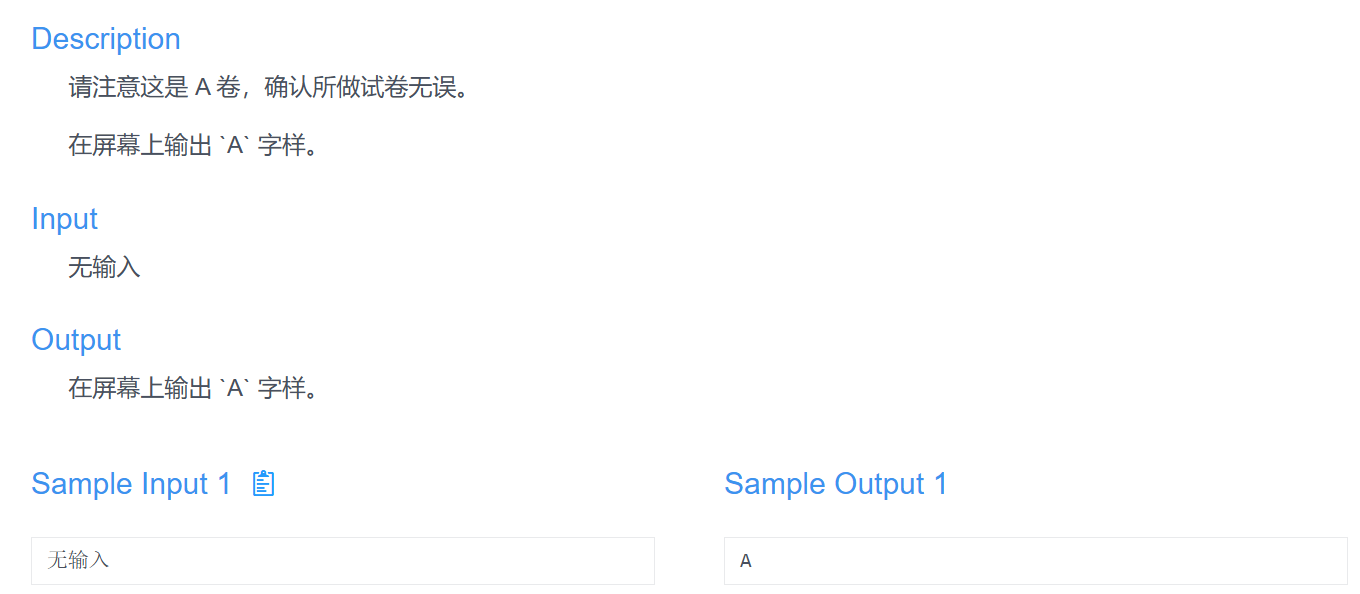 Description
请注意这是 A 卷，确认所做试卷无误。
在屏幕上输出 `A` 字样。
Input
无输入
Output
在屏幕上输出 `A` 字样。
Sample Input 1
Sample Output 1
无输入
A